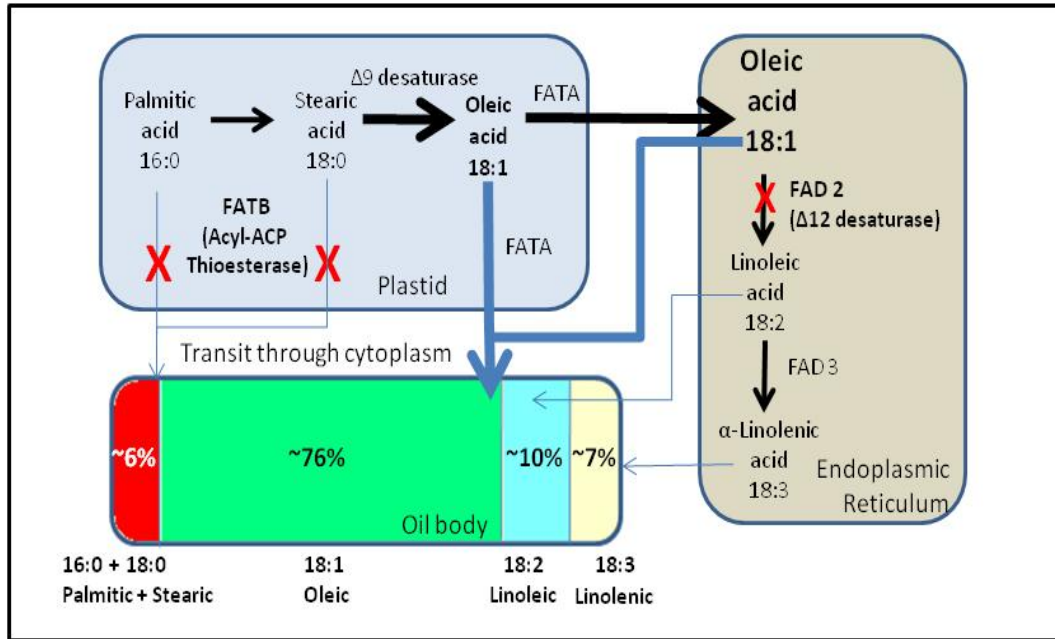 Δ9 desaturase
Palmitic
acid
16:0
Stearic
acid
18:0
Oleic
acid
18:1
FATA
FATB
(Acyl-ACP
Thioesterase)
X
X
FATA
Plastid
Oleic
acid
18:1
X
FAD 2
(Δ12 desaturase)
Linoleic
acid
18:2
FAD 3
α-Linolenic
acid
18:3
Endoplasmic
Reticulum
Transit through cytoplasm
~6%
~76%
~10%
~7%
Oil body
16:0 + 18:0
Palmitic + Stearic
18:1
Oleic
18:2
Linoleic
18:3
Linolenic